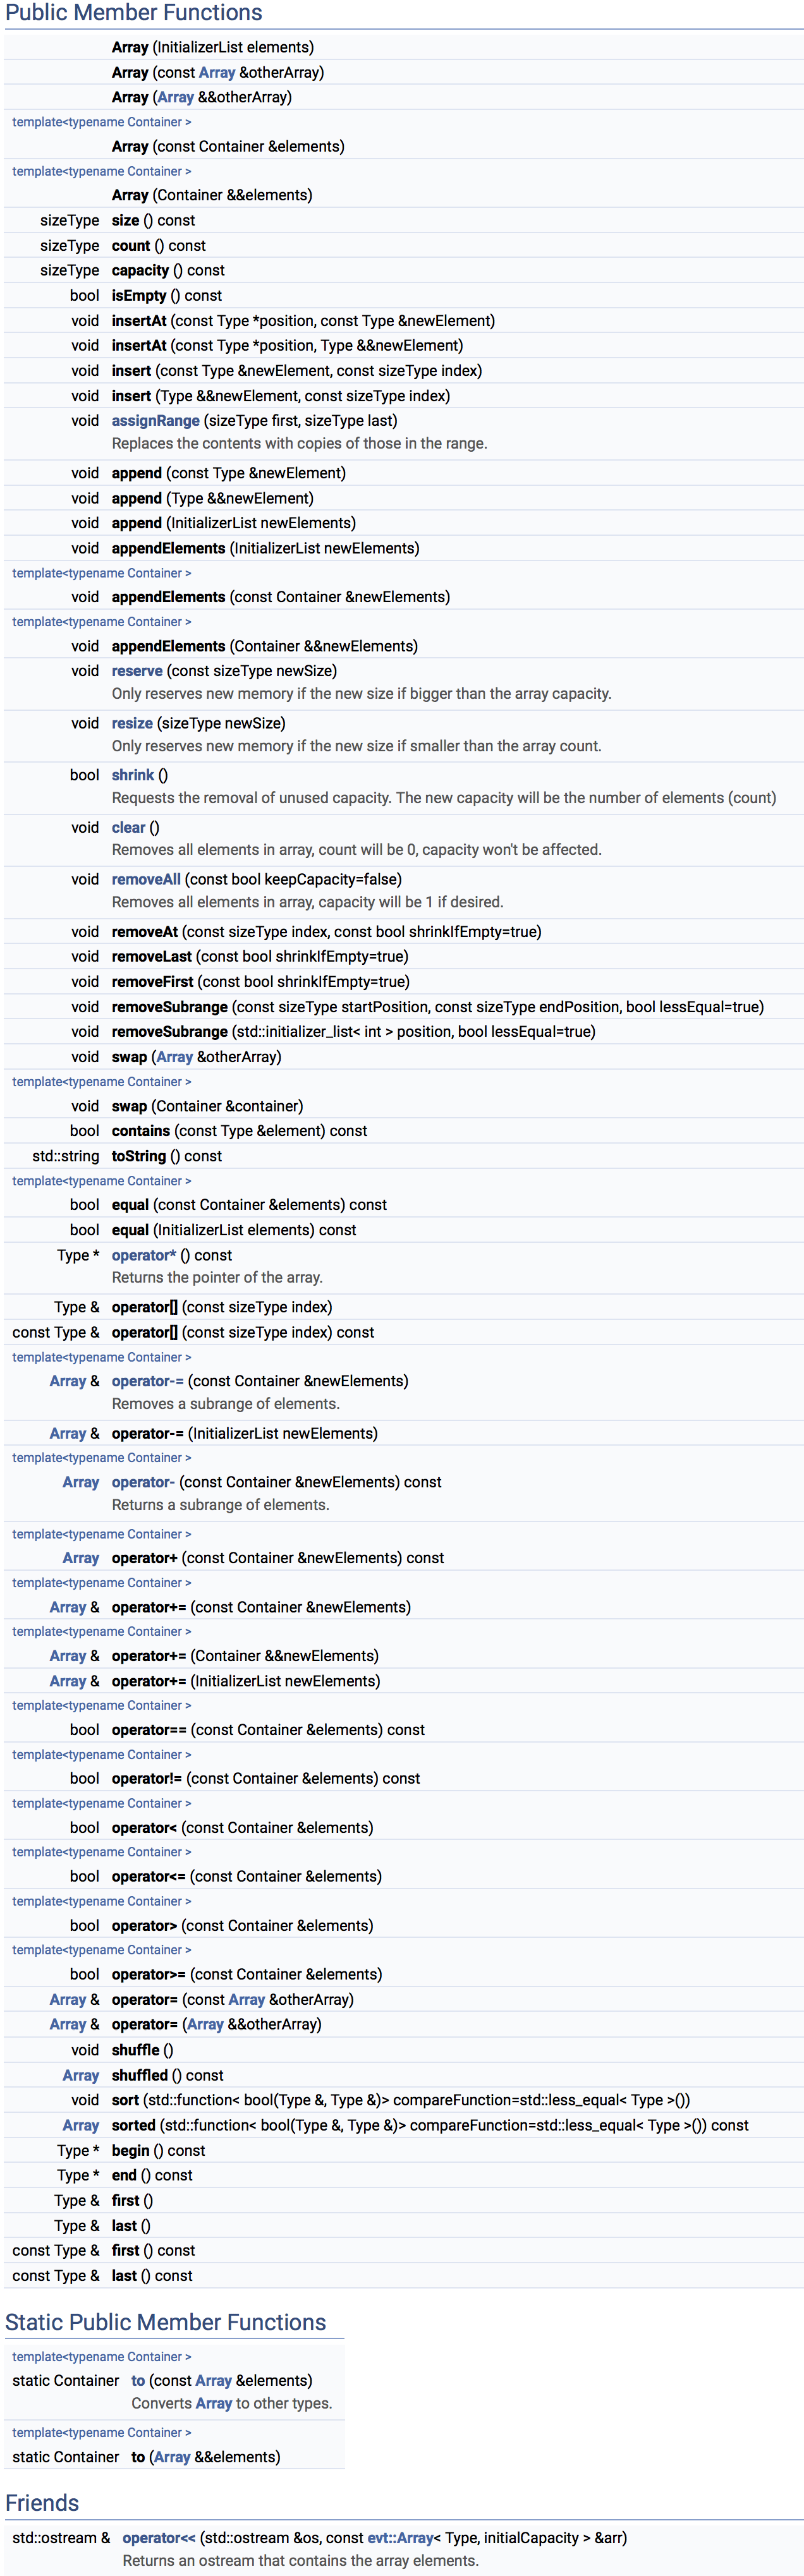 Public Member Functions
Array (InitializerList elements)
Array (const Array &otherArray)
Array (Array &&otherArray)
template<typename Container >
Array (const Container &elements)
template<typename Container >
Array (Container &&elements)
sizeType size () const
sizeType count () const
sizeType capacity () const
bool isEmpty () const
void insertAt (const Type *position, const Type &newElement)
void insertAt (const Type *position, Type &&newElement)
void insert (const Type &newElement, const sizeType index)
void insert (Type &&newElement, const sizeType index)
void assignRange (sizeType first, sizeType last)
Replaces the contents with copies of those in the range.
void append (const Type &newElement)
void append (Type &&newElement)
void append (InitializerList newElements)
void appendElements (InitializerList newElements)
template<typename Container >
void appendElements (const Container &newElements)
template<typename Container >
void appendElements (Container &&newElements)
void reserve (const sizeType newSize)
Only reserves new memory if the new size if bigger than the array capacity.
void resize (sizeType newSize)
Only reserves new memory if the new size if smaller than the array count.
bool shrink ()
Requests the removal of unused capacity. The new capacity will be the number of elements (count)
void clear ()
Removes all elements in array, count will be 0, capacity won't be affected.
void removeAll (const bool keepCapacity=false)
Removes all elements in array, capacity will be 1 if desired.
void removeAt (const sizeType index, const bool shrinkIfEmpty=true)
void removeLast (const bool shrinkIfEmpty=true)
void removeFirst (const bool shrinkIfEmpty=true)
void removeSubrange (const sizeType startPosition, const sizeType endPosition, bool lessEqual=true)
void removeSubrange (std::initializer_list< int > position, bool lessEqual=true)
void swap (Array &otherArray)
template<typename Container >
void swap (Container &container)
bool contains (const Type &element) const
std::string toString () const
template<typename Container >
bool equal (const Container &elements) const
bool equal (InitializerList elements) const
Type * operator* () const
Returns the pointer of the array.
Type & operator[] (const sizeType index)
const Type & operator[] (const sizeType index) const
template<typename Container >
Array & operator-= (const Container &newElements)
Removes a subrange of elements.
Array & operator-= (InitializerList newElements)
template<typename Container >
Array operator- (const Container &newElements) const
Returns a subrange of elements.
template<typename Container >
Array operator+ (const Container &newElements) const
template<typename Container >
Array & operator+= (const Container &newElements)
template<typename Container >
Array & operator+= (Container &&newElements)
Array & operator+= (InitializerList newElements)
template<typename Container >
bool operator== (const Container &elements) const
template<typename Container >
bool operator!= (const Container &elements) const
template<typename Container >
bool operator< (const Container &elements)
template<typename Container >
bool operator<= (const Container &elements)
template<typename Container >
bool operator> (const Container &elements)
template<typename Container >
bool operator>= (const Container &elements)
Array & operator= (const Array &otherArray)
Array & operator= (Array &&otherArray)
void shuffle ()
Array shuffled () const
void sort (std::function< bool(Type &, Type &)> compareFunction=std::less_equal< Type >())
Array sorted (std::function< bool(Type &, Type &)> compareFunction=std::less_equal< Type >()) const
Type * begin () const
Type * end () const
Type & first ()
Type & last ()
const Type & first () const
const Type & last () const
Static Public Member Functions
template<typename Container >
static Container to (const Array &elements)
Converts Array to other types.
template<typename Container >
static Container to (Array &&elements)
Friends
std::ostream & operator<< (std::ostream &os, const evt::Array< Type, initialCapacity > &arr)
Returns an ostream that contains the array elements.